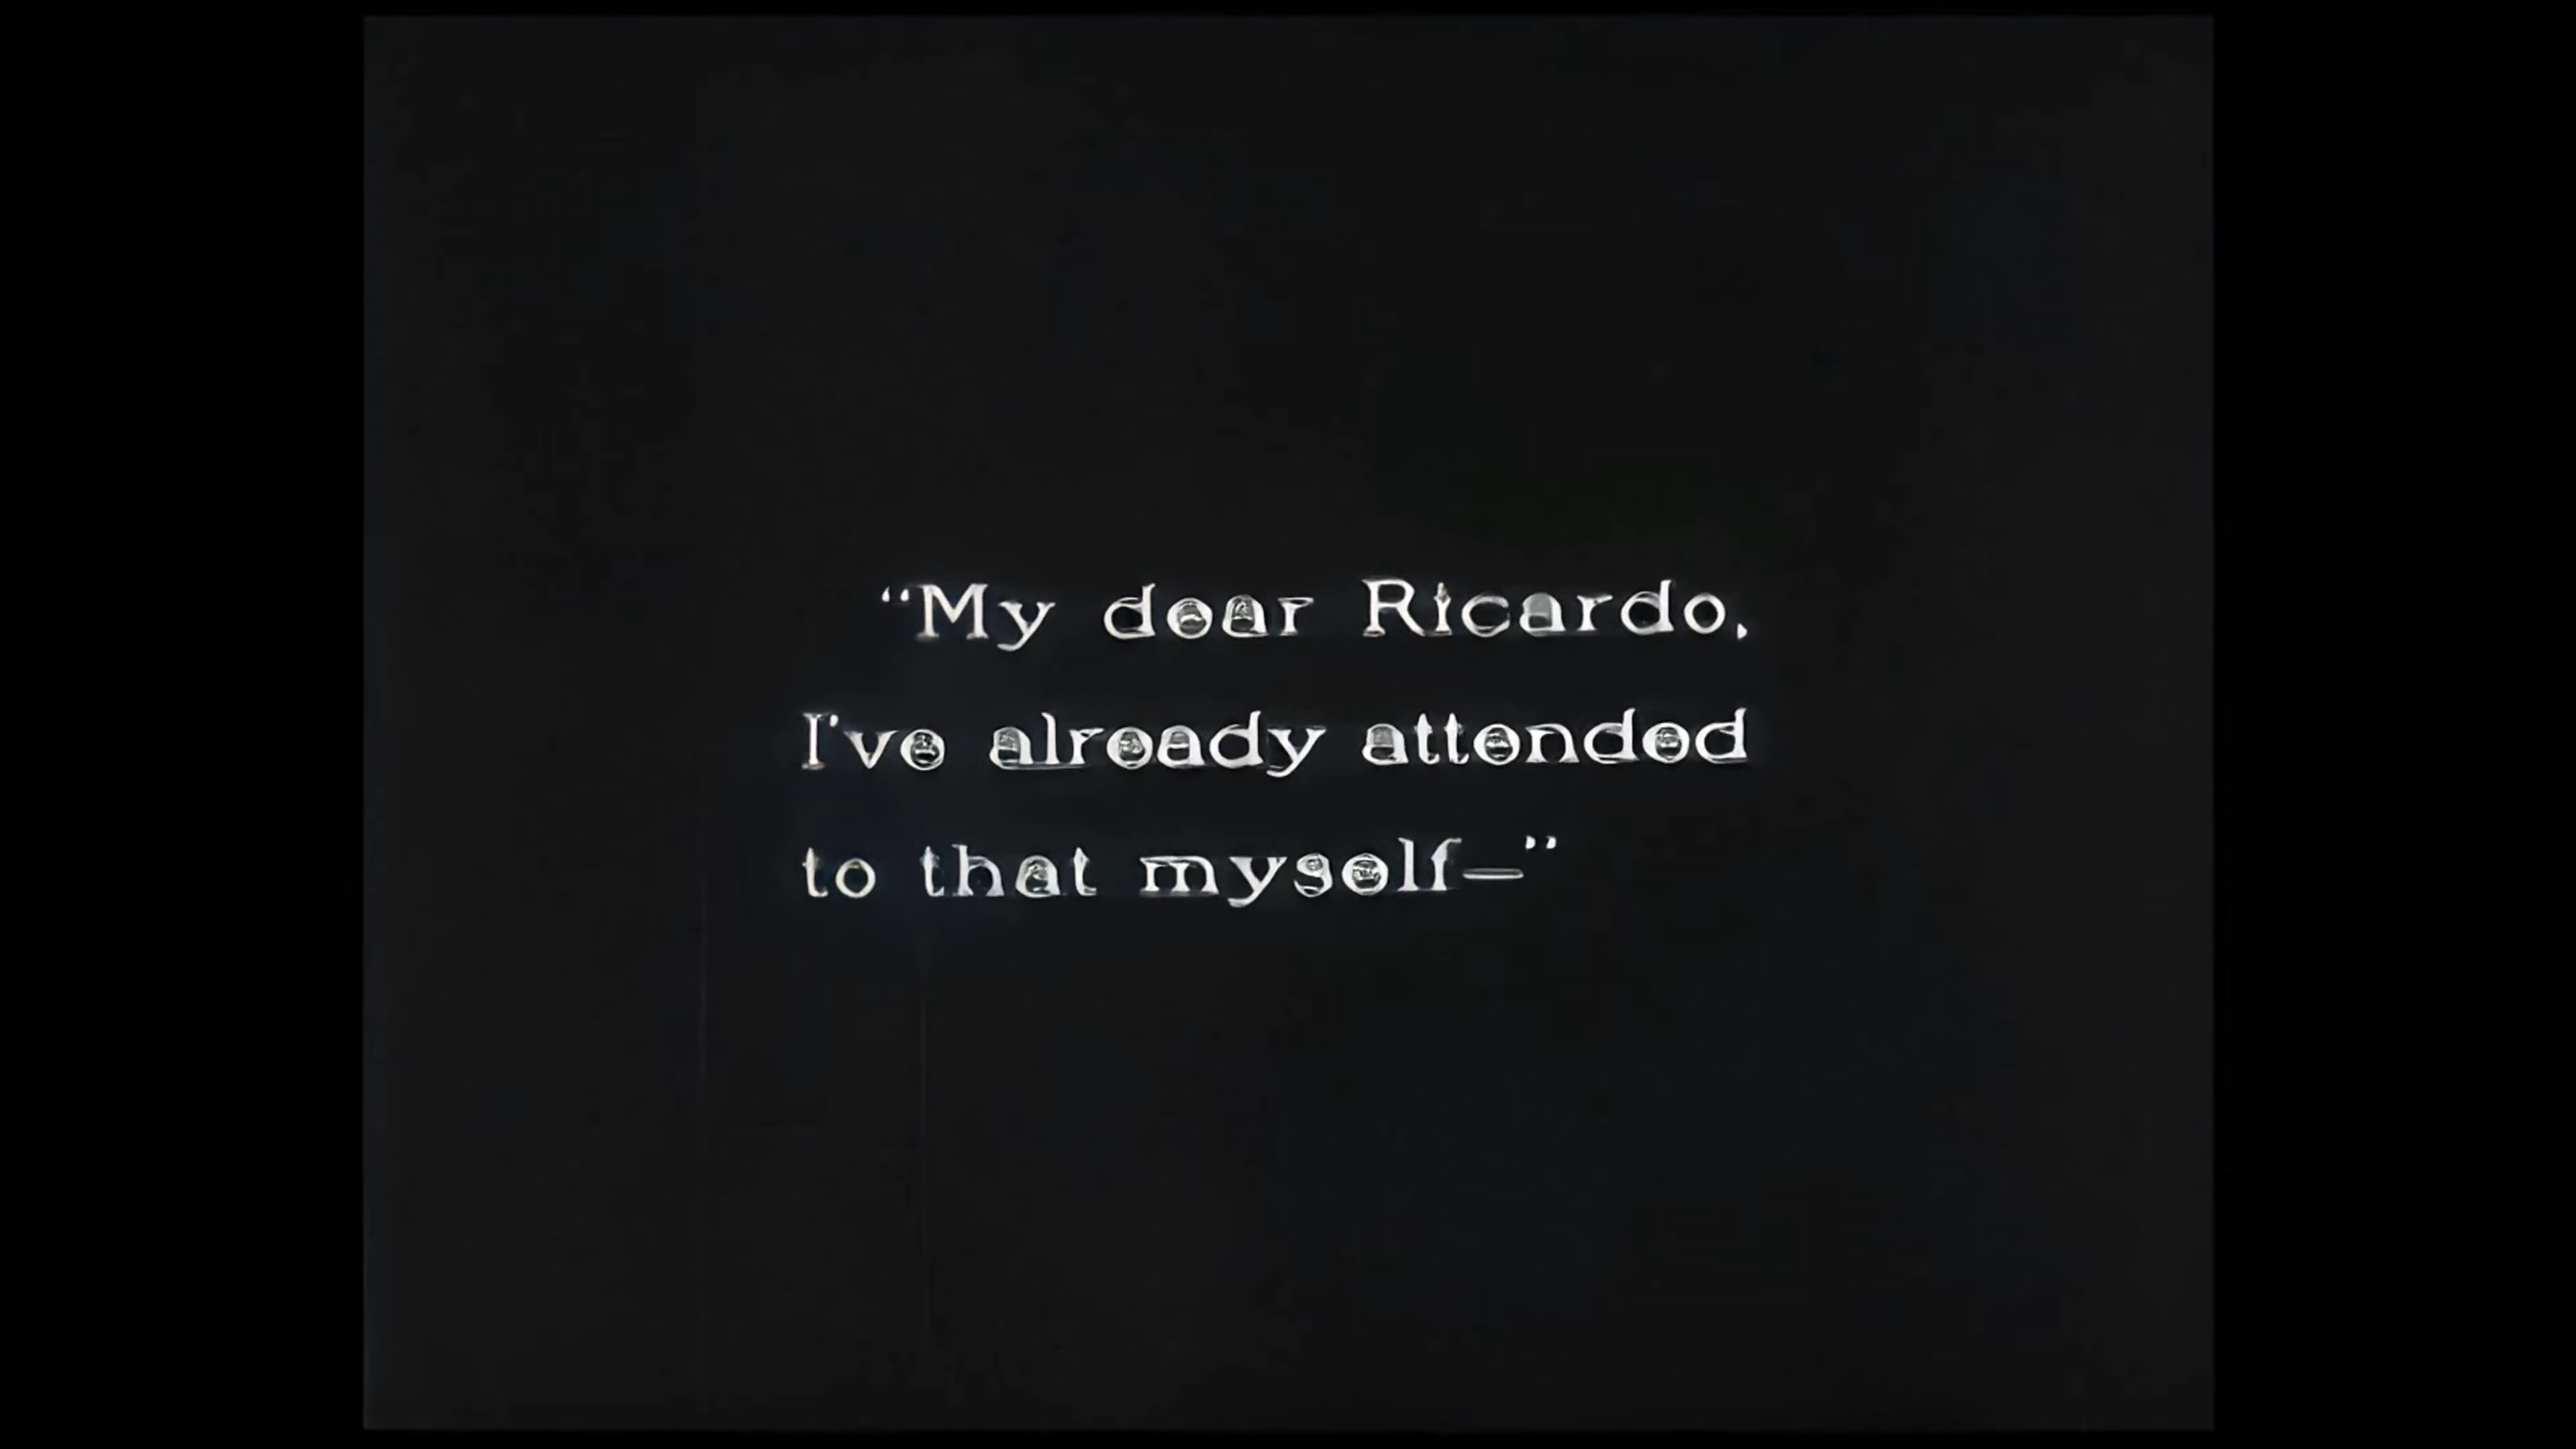 “My dear Ricardo,
I've already attended
to that myself—”